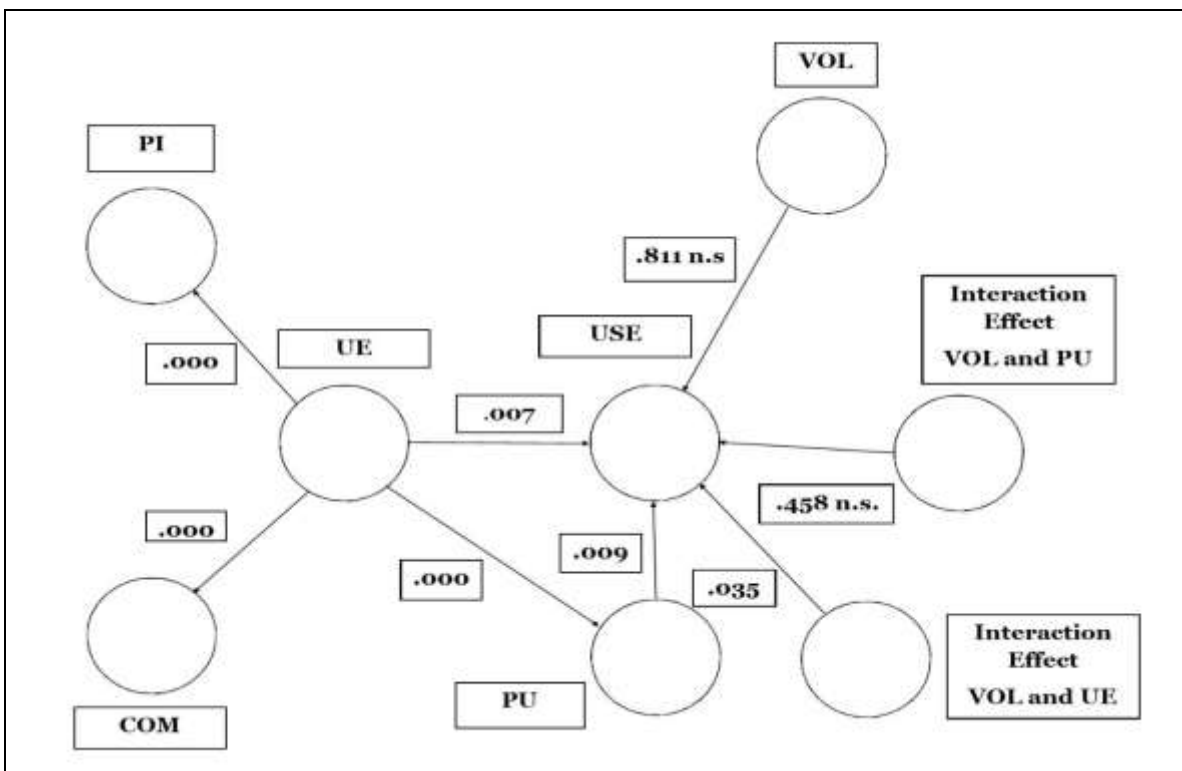 VOL
PI
.811 n.s
Interaction
Effect
VOL and PU
UE
USE
.000
.007
.458 n.s.
.000
.009
.000
.035
Interaction
Effect
VOL and UE
PU
COM